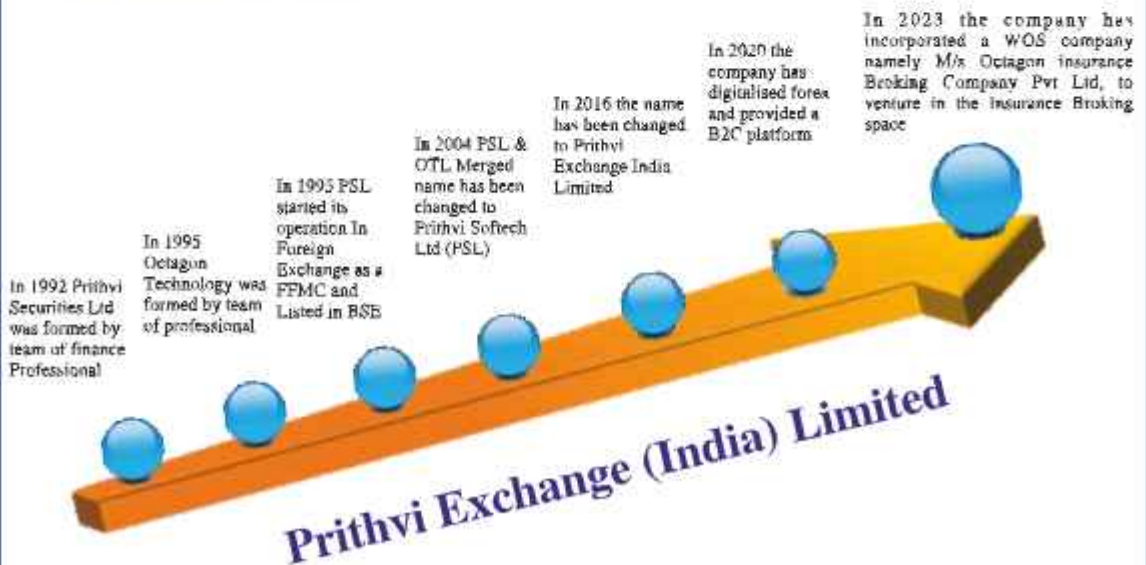 In 1992 Prithvi
Securities Ltd
was formed by
team of finance
Professional
In 1995
Octagon
Technology was
formed by team
of professional
In 1995 PSL
started its
operation In
Foreign
Exchange as a
FFMC and
Listed in BSE
In 2004 PSL &
OTL Merged
name has been
changed to
Prithvi Softech
Ltd (PSL)
In 2016 the name
has been changed
to Prithvi
Exchange India
Limited
In 2020 the
company has
digitalised forex
and provided a
B2C platform
In 2023 the company has
incorporated a WOS company
namely M/s Octagon insurance
Broking Company Pvt Ltd, to
venture in the Insurance Broking
space
Prithvi Exchange (India) Limited